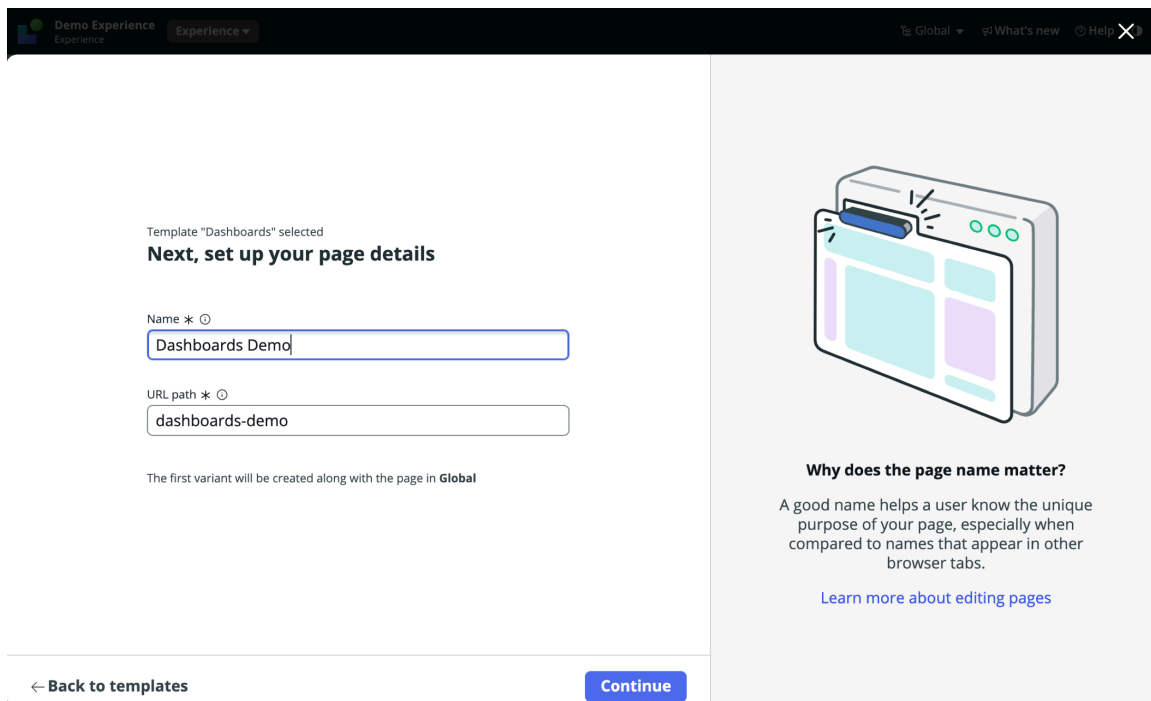 Demo Experience
Experience
Experience
Global
What's new
Help
Template "Dashboards" selected
Next, set up your page details
Name *
Dashboards Demo
URL path *
dashboards-demo
The first variant will be created along with the page in Global
Back to templates
Continue
Why does the page name matter?
A good name helps a user know the unique
purpose of your page, especially when
compared to names that appear in other
browser tabs.
Learn more about editing pages